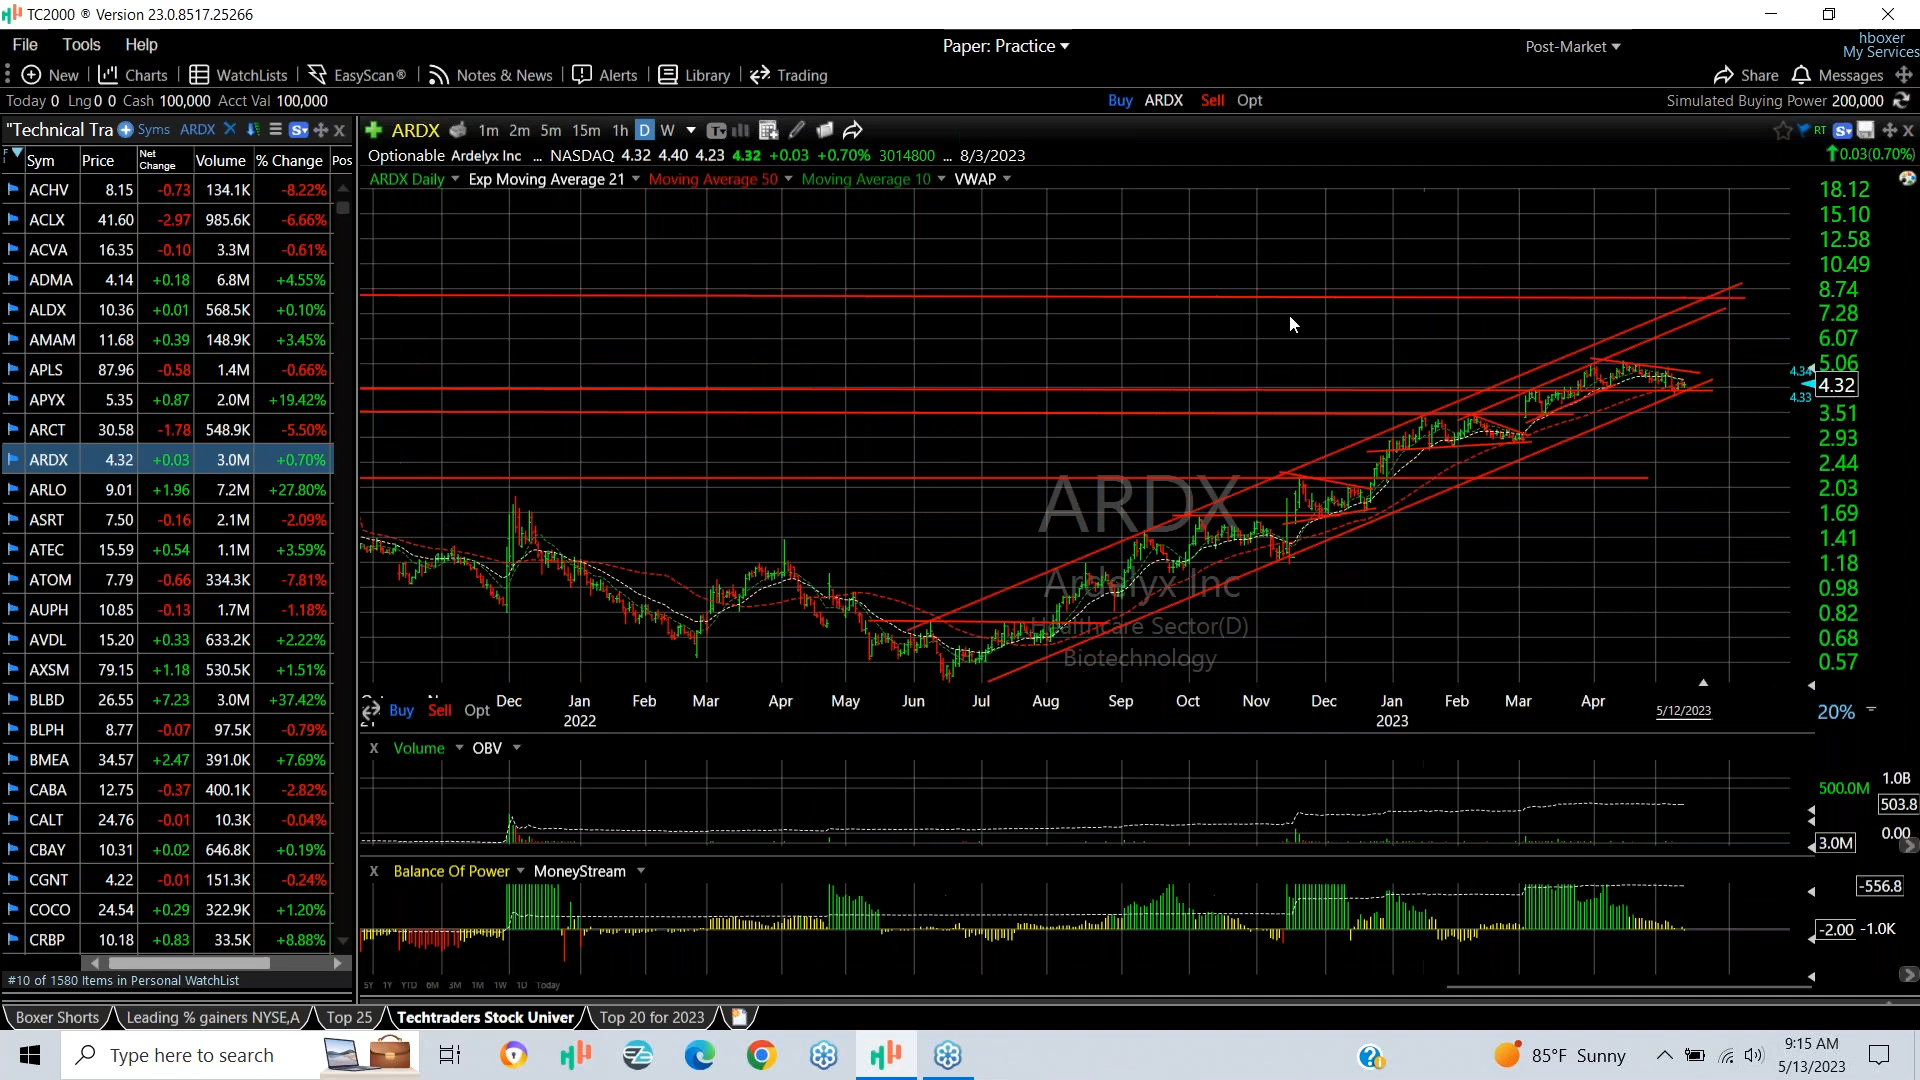 TC2000 ® Version 23.0.8517.25266
File Tools Help
Paper: Practice
Post-Market
hboxer
My Services
New Charts WatchLists EasyScan® Notes & News Alerts Library Trading
Share Messages
Today 0 Lng 0 0 Cash 100,000 Acct Val 100,000
Buy ARDX Sell Opt
Simulated Buying Power 200,000
"Technical Tra Syms ARDX
Sym Price Net Change Volume % Change Pos
ACHV 8.15 -0.73 134.1K -8.22%
ACLX 41.60 -2.97 985.6K -6.66%
ACVA 16.35 -0.10 3.3M -0.61%
ADMA 4.14 +0.18 6.8M +4.55%
ALDX 10.36 +0.01 568.5K +0.10%
AMAM 11.68 +0.39 148.9K +3.45%
APLS 87.96 -0.58 1.4M -0.66%
APYX 5.35 +0.87 2.0M +19.42%
ARCT 30.58 -1.78 548.9K -5.50%
ARDX 4.32 +0.03 3.0M +0.70%
ARLO 9.01 +1.96 7.2M +27.80%
ASRT 7.50 -0.16 2.1M -2.09%
ATEC 15.59 +0.54 1.1M +3.59%
ATOM 7.79 -0.66 334.3K -7.81%
AUPH 10.85 -0.13 1.7M -1.18%
AVDL 15.20 +0.33 633.2K +2.22%
AXSM 79.15 +1.18 530.5K +1.51%
BLBD 26.55 +7.23 3.0M +37.42%
BLPH 8.77 -0.07 97.5K -0.79%
BMEA 34.57 +2.47 391.0K +7.69%
CABA 12.75 -0.37 400.1K -2.82%
CALT 24.76 -0.01 10.3K -0.04%
CBAY 10.31 +0.02 646.8K +0.19%
CGNT 4.22 -0.01 151.3K -0.24%
COCO 24.54 +0.29 322.9K +1.20%
CRBP 10.18 +0.83 33.5K +8.88%
#10 of 1580 Items in Personal WatchList
ARDX 1m 2m 5m 15m 1h D W
RT
Optionable Ardelyx Inc ... NASDAQ 4.32 4.40 4.23 4.32 +0.03 +0.70% 3014800 ... 8/3/2023
0.03(0.70%)
ARDX Daily Exp Moving Average 21 Moving Average 50 Moving Average 10 VWAP
18.12
15.10
12.58
10.49
8.74
7.28
6.07
5.06
4.34
4.32
4.33
3.51
2.93
2.44
2.03
1.69
1.41
1.18
0.98
0.82
0.68
0.57
ARDX
Ardelyx Inc
Healthcare Sector(D)
Biotechnology
Dec Jan Feb Mar Apr May Jun Jul Aug Sep Oct Nov Dec Jan Feb Mar Apr
2022 2023 5/12/2023
Buy Sell Opt
20%
X Volume OBV
1.0B
500.0M
503.8
0.00
3.0M
X Balance Of Power MoneyStream
-556.8
-2.00 -1.0K
5Y 1Y YTD 6M 3M 1M 1W 1D Today
Boxer Shorts Leading % gainers NYSE,A Top 25 Techtraders Stock Univer Top 20 for 2023
Type here to search
85°F Sunny
9:15 AM
5/13/2023